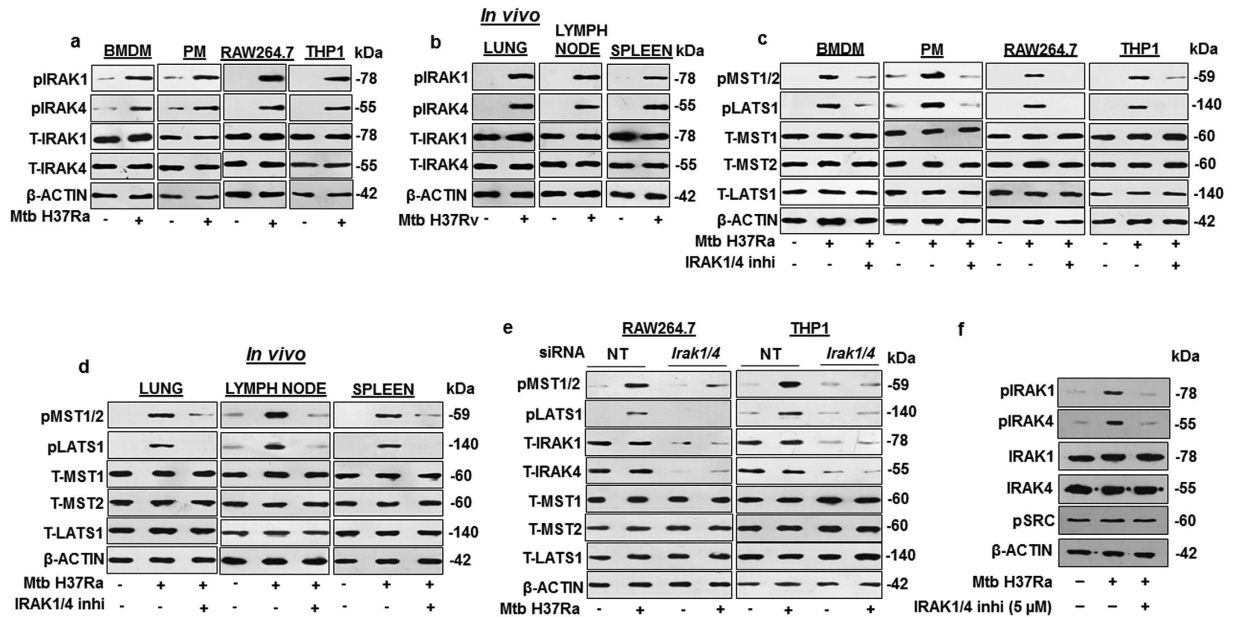 a
BMDM PM RAW264.7 THP1 kDa
pIRAK1 -78
pIRAK4 -55
T-IRAK1 -78
T-IRAK4 -55
β-ACTIN -42
Mtb H37Ra - + - + - + - +
In vivo
b
LUNG LYMPH NODE SPLEEN kDa
pIRAK1 -78
pIRAK4 -55
T-IRAK1 -78
T-IRAK4 -55
β-ACTIN -42
Mtb H37Rv - + - + - +
c
BMDM PM RAW264.7 THP1 kDa
pMST1/2 -59
pLATS1 -140
T-MST1 -60
T-MST2 -60
T-LATS1 -140
β-ACTIN -42
Mtb H37Ra - + + - + + - + + - + +
IRAK1/4 inhi - - + - - + - - + - - +
d
In vivo
LUNG LYMPH NODE SPLEEN kDa
pMST1/2 -59
pLATS1 -140
T-MST1 -60
T-MST2 -60
T-LATS1 -140
β-ACTIN -42
Mtb H37Ra - + + - + + - + +
IRAK1/4 inhi - - + - - + - - +
e
RAW264.7 THP1
siRNA NT Irak1/4 NT Irak1/4 kDa
pMST1/2 -59
pLATS1 -140
T-IRAK1 -78
T-IRAK4 -55
T-MST1 -60
T-MST2 -60
T-LATS1 -140
β-ACTIN -42
Mtb H37Ra - + - + - + - +
f
kDa
pIRAK1 -78
pIRAK4 -55
IRAK1 -78
IRAK4 -55
pSRC -60
β-ACTIN -42
Mtb H37Ra – + +
IRAK1/4 inhi (5 µM) – – +